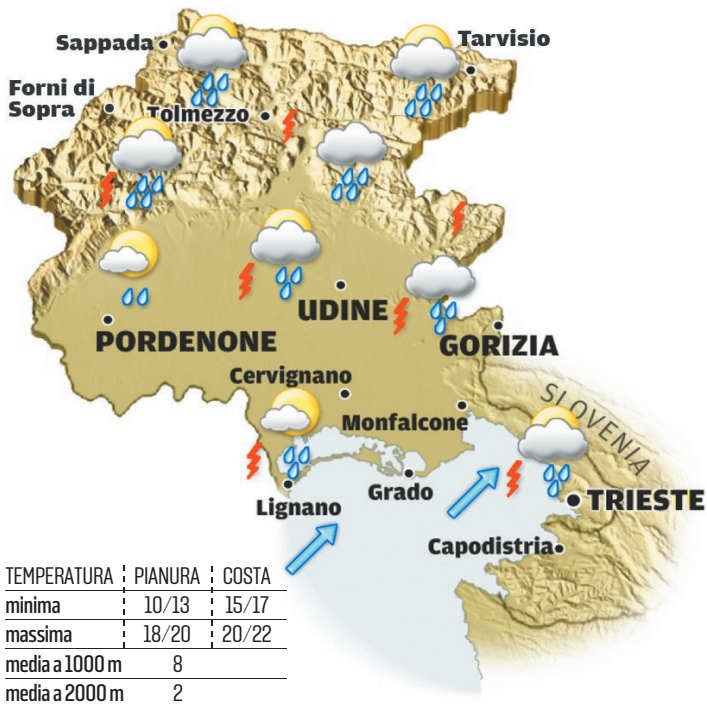 Sappada
Tarvisio
Forni di
Sopra
Tolmezzo
UDINE
PORDENONE
GORIZIA
Cervignano
SLOVENIA
Monfalcone
Grado
Lignano
TRIESTE
Capodistria
TEMPERATURA PIANURA COSTA
minima 10/13 15/17
massima 18/20 20/22
media a 1000 m 8
media a 2000 m 2